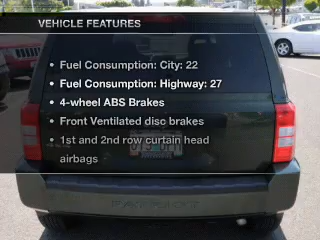 VEHICLE FEATURES
Fuel Consumption: City: 22
Fuel Consumption: Highway: 27
4-wheel ABS Brakes
Front Ventilated disc brakes
1st and 2nd row curtain head
airbags
PATRIOT